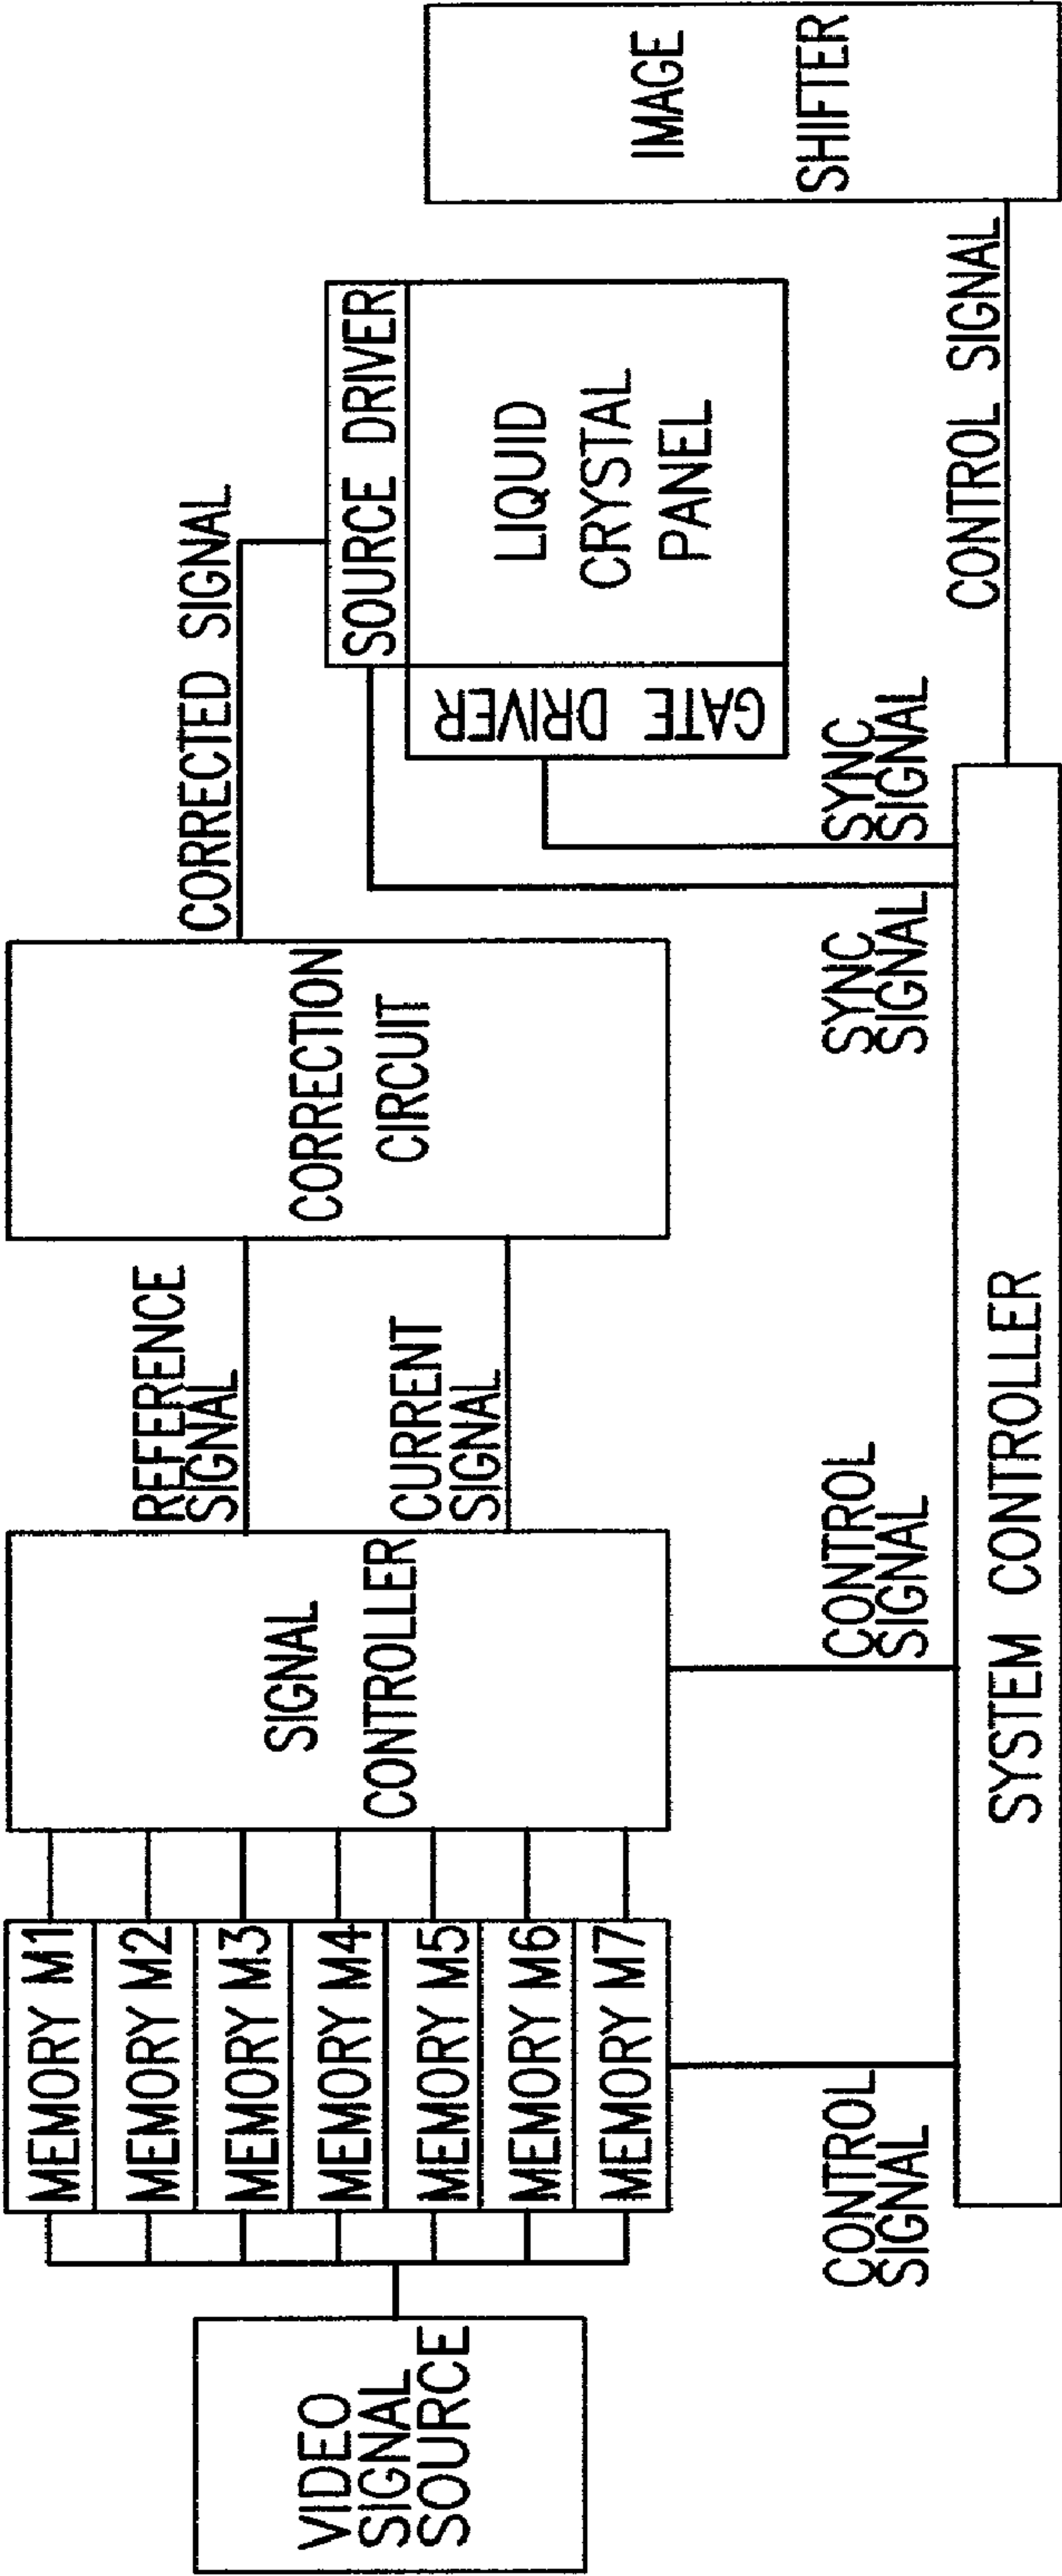 VIDEO
SIGNAL
SOURCE
MEMORY M1
MEMORY M2
MEMORY M3
MEMORY M4
MEMORY M5
MEMORY M6
MEMORY M7
CONTROL
SIGNAL
SIGNAL
CONTROLLER
CONTROL
SIGNAL
REFERENCE
SIGNAL
CURRENT
SIGNAL
CORRECTION
CIRCUIT
CORRECTED SIGNAL
SYNC
SIGNAL
SYNC
SIGNAL
SOURCE DRIVER
GATE DRIVER
LIQUID
CRYSTAL
PANEL
CONTROL SIGNAL
IMAGE
SHIFTER
SYSTEM CONTROLLER